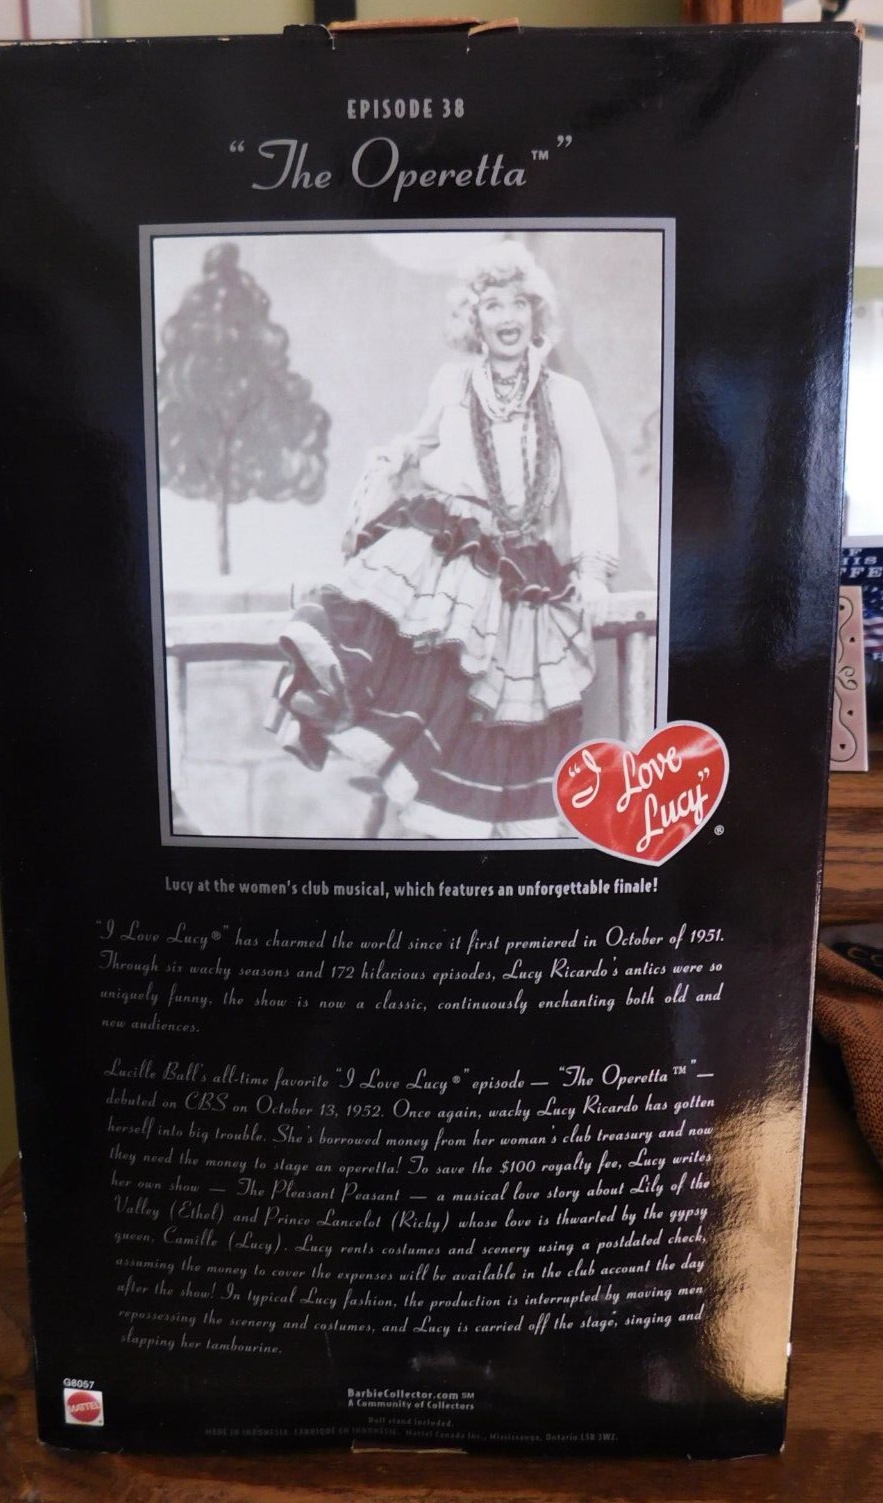 EPISODE 38
“The Operetta™”
“I Love Lucy” ®
Lucy at the women's club musical, which features an unforgettable finale!
“I Love Lucy®” has charmed the world since it first premiered in October of 1951.
Through six wacky seasons and 172 hilarious episodes, Lucy Ricardo's antics were so
uniquely funny, the show is now a classic, continuously enchanting both old and
new audiences.
Lucille Ball's all-time favorite “I Love Lucy®” episode — “The Operetta™” —
debuted on CBS on October 13, 1952. Once again, wacky Lucy Ricardo has gotten
herself into big trouble. She's borrowed money from her woman's club treasury and now
they need the money to stage an operetta! To save the $100 royalty fee, Lucy writes
her own show — The Pleasant Peasant — a musical love story about Lily of the
Valley (Ethel) and Prince Lancelot (Ricky) whose love is thwarted by the gypsy
queen, Camille (Lucy). Lucy rents costumes and scenery using a postdated check,
assuming the money to cover the expenses will be available in the club account the day
after the show! In typical Lucy fashion, the production is interrupted by moving men
repossessing the scenery and costumes, and Lucy is carried off the stage, singing and
slapping her tambourine.
G8057
MATTEL
BarbieCollector.com SM
A Community of Collectors
Doll stand included.
MADE IN INDONESIA. FABRIQUÉ EN INDONÉSIE. Mattel Canada Inc., Mississauga, Ontario L5R 3W2.